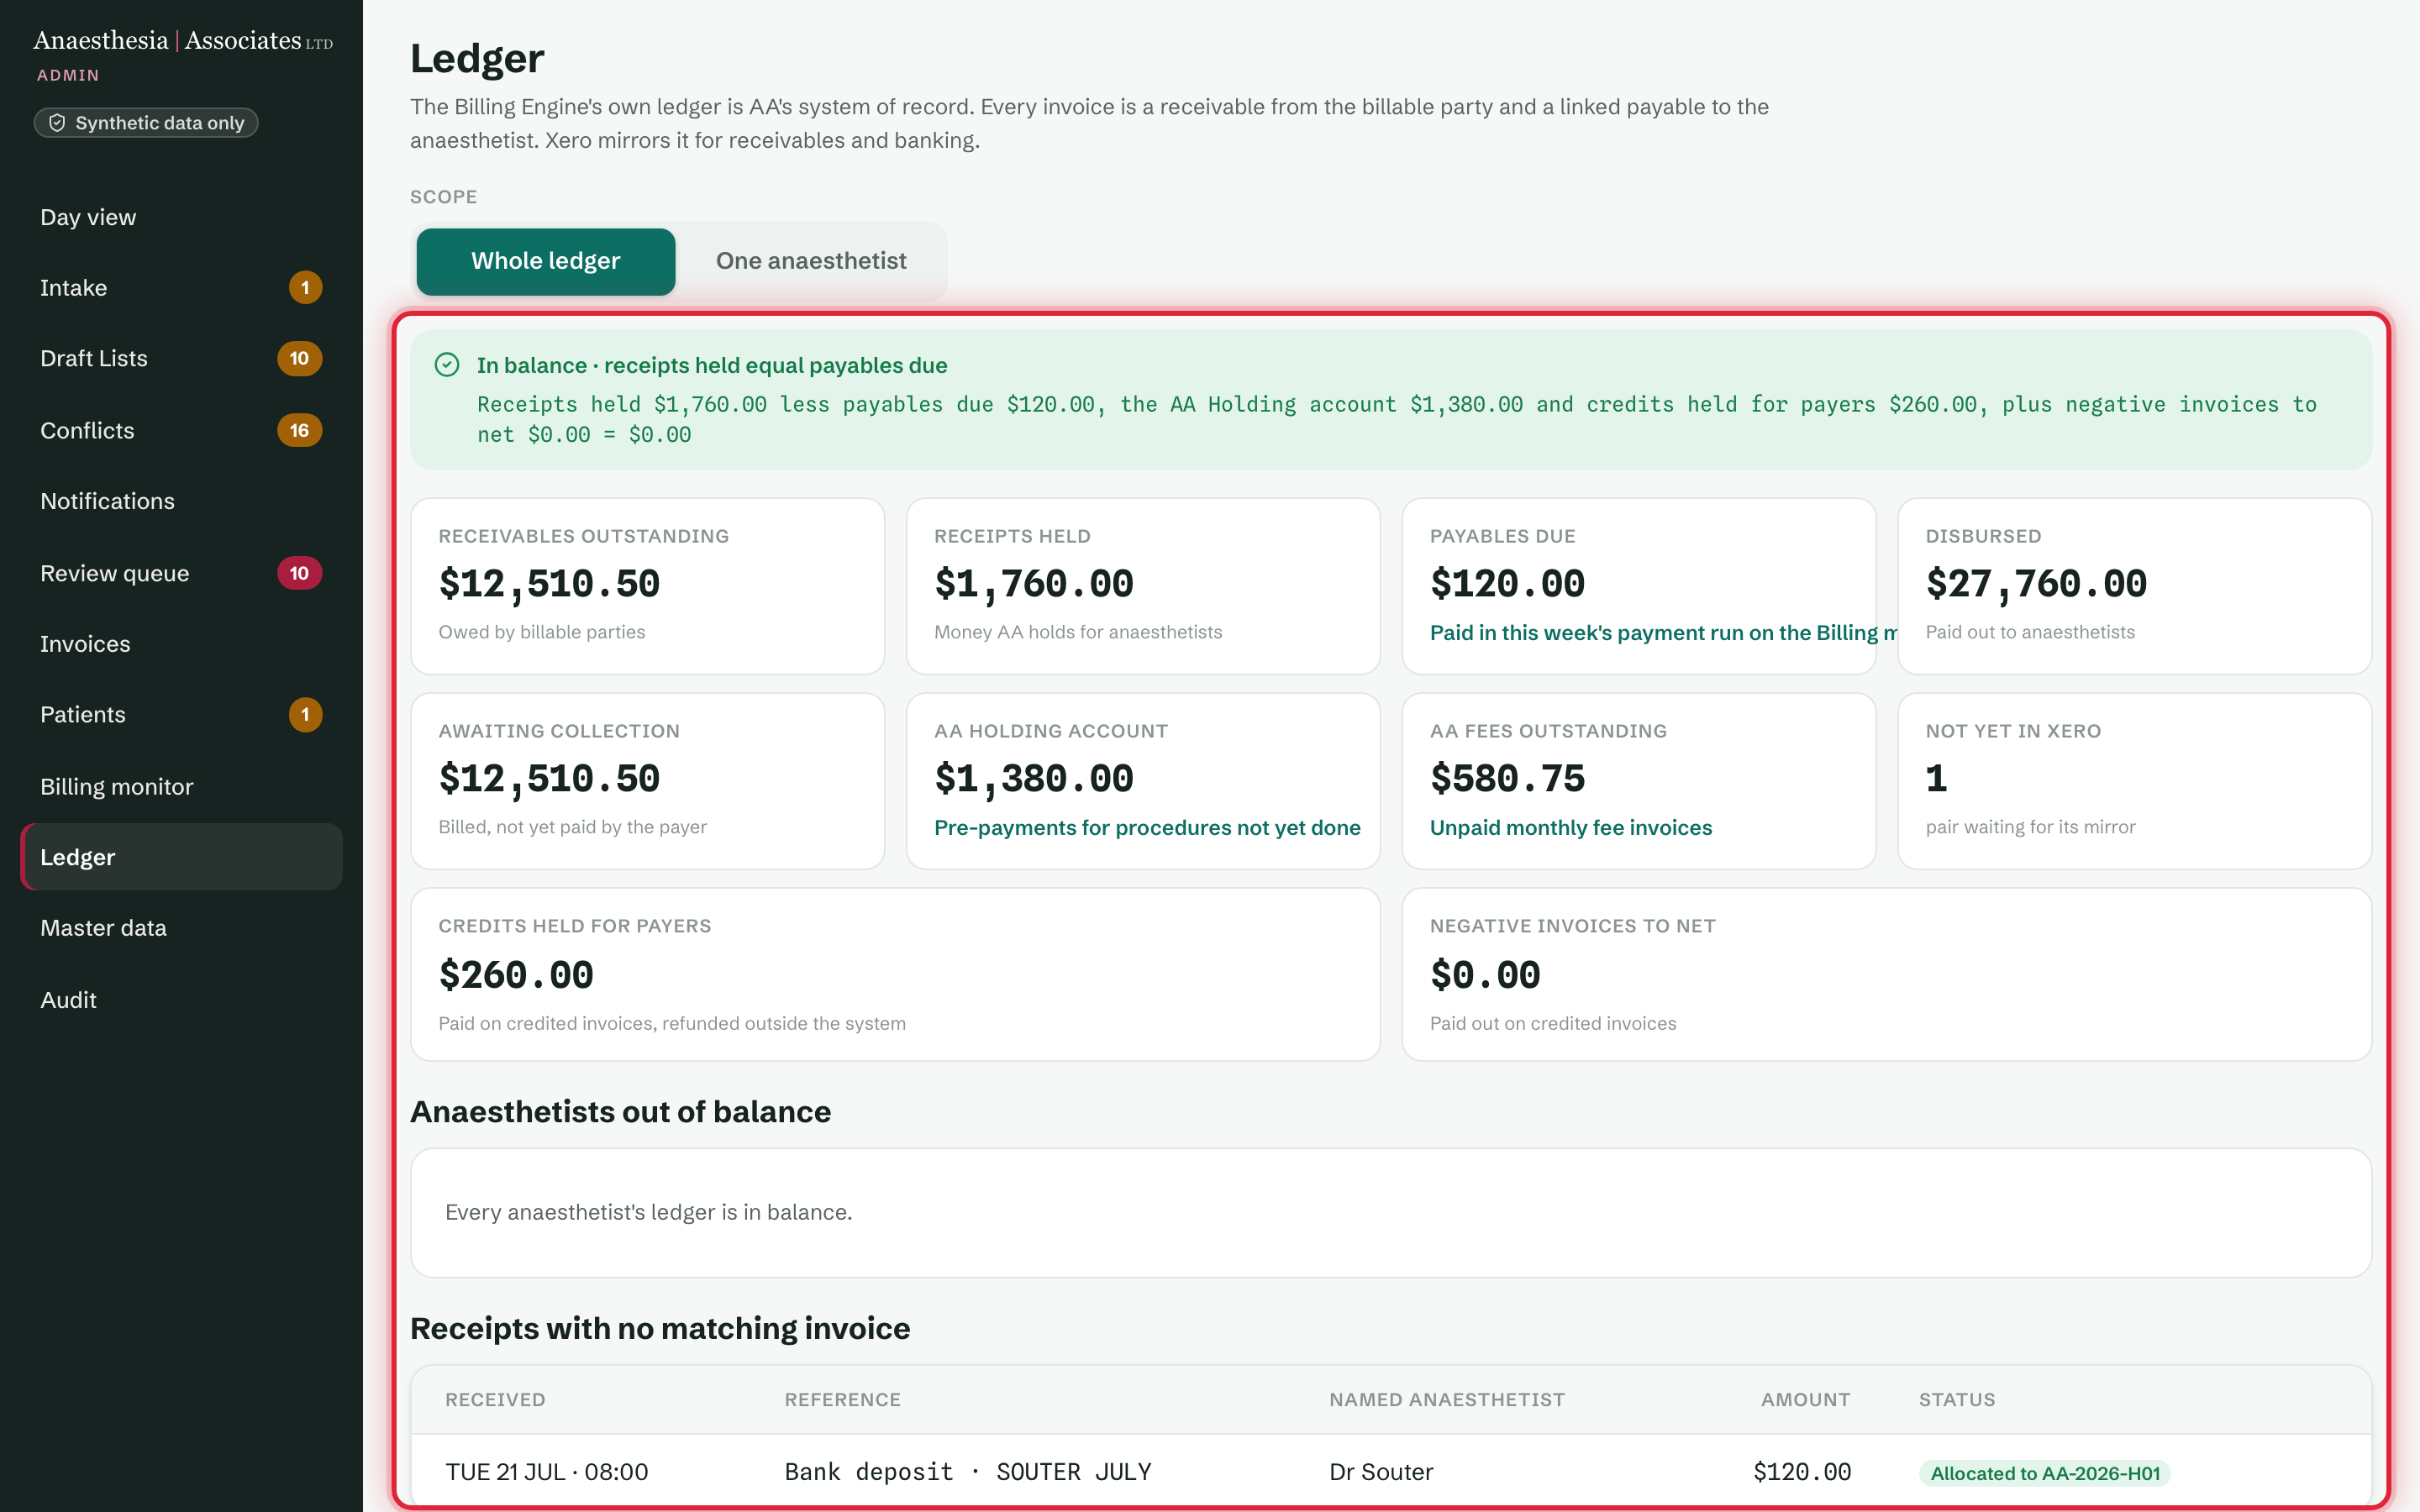 Anaesthesia | Associates LTD
ADMIN
Synthetic data only
Day view
Intake 1
Draft Lists 10
Conflicts 16
Notifications
Review queue 10
Invoices
Patients 1
Billing monitor
Ledger
Master data
Audit
Ledger
The Billing Engine's own ledger is AA's system of record. Every invoice is a receivable from the billable party and a linked payable to the
anaesthetist. Xero mirrors it for receivables and banking.
SCOPE
Whole ledger One anaesthetist
In balance · receipts held equal payables due
Receipts held $1,760.00 less payables due $120.00, the AA Holding account $1,380.00 and credits held for payers $260.00, plus negative invoices to
net $0.00 = $0.00
RECEIVABLES OUTSTANDING
$12,510.50
Owed by billable parties
RECEIPTS HELD
$1,760.00
Money AA holds for anaesthetists
PAYABLES DUE
$120.00
Paid in this week's payment run on the Billing
DISBURSED
$27,760.00
Paid out to anaesthetists
AWAITING COLLECTION
$12,510.50
Billed, not yet paid by the payer
AA HOLDING ACCOUNT
$1,380.00
Pre-payments for procedures not yet done
AA FEES OUTSTANDING
$580.75
Unpaid monthly fee invoices
NOT YET IN XERO
1
pair waiting for its mirror
CREDITS HELD FOR PAYERS
$260.00
Paid on credited invoices, refunded outside the system
NEGATIVE INVOICES TO NET
$0.00
Paid out on credited invoices
Anaesthetists out of balance
Every anaesthetist's ledger is in balance.
Receipts with no matching invoice
RECEIVED REFERENCE NAMED ANAESTHETIST AMOUNT STATUS
TUE 21 JUL · 08:00 Bank deposit · SOUTER JULY Dr Souter $120.00 Allocated to AA-2026-H01